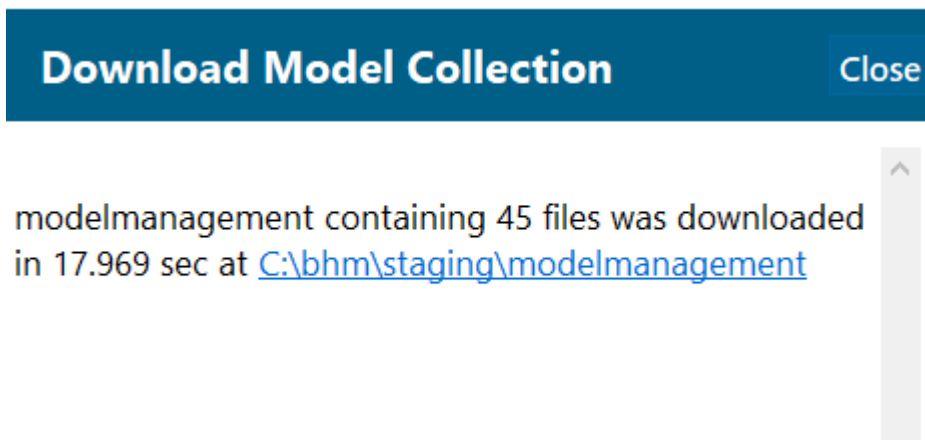 Download Model Collection
Close
modelmanagement containing 45 files was downloaded
in 17.969 sec at C:\bhm\staging\modelmanagement